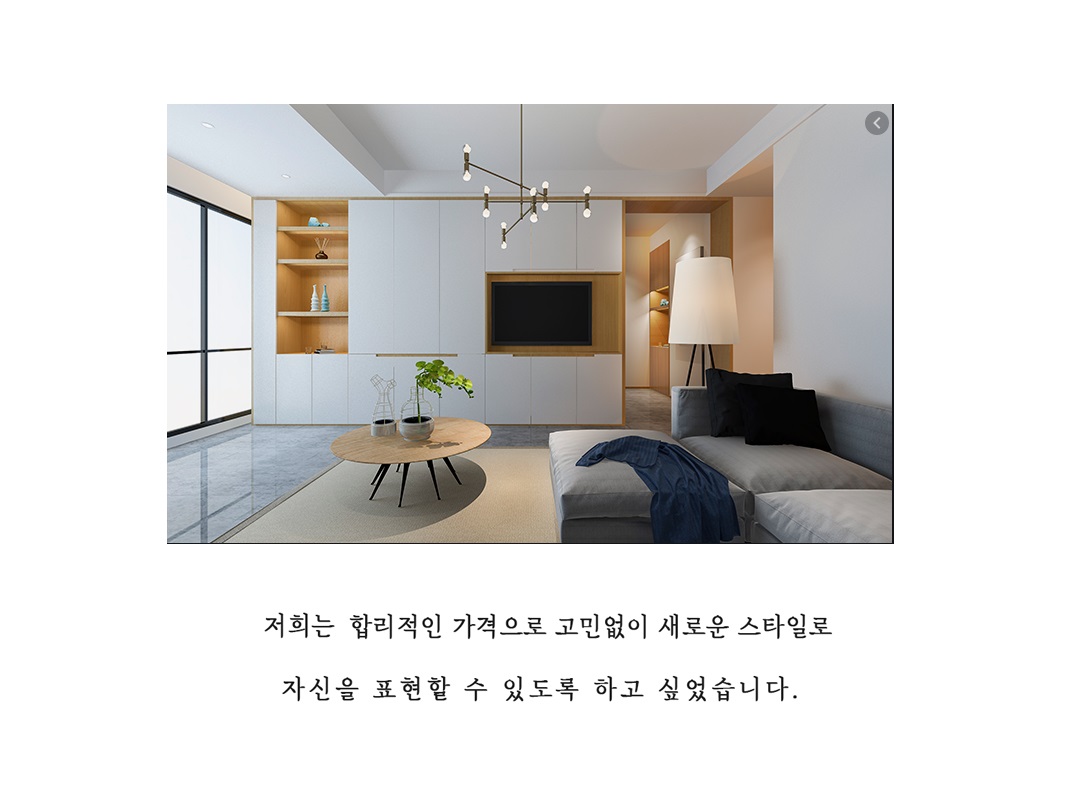 저희는 합리적인 가격으로 고민없이 새로운 스타일로
자신을 표현할 수 있도록 하고 싶었습니다.